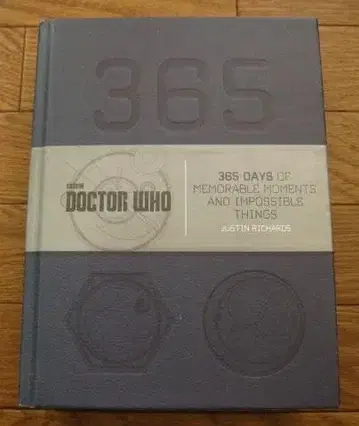 365
BBC
DOCTOR WHO
365 DAYS OF
MEMORABLE MOMENTS
AND IMPOSSIBLE
THINGS
JUSTIN RICHARDS